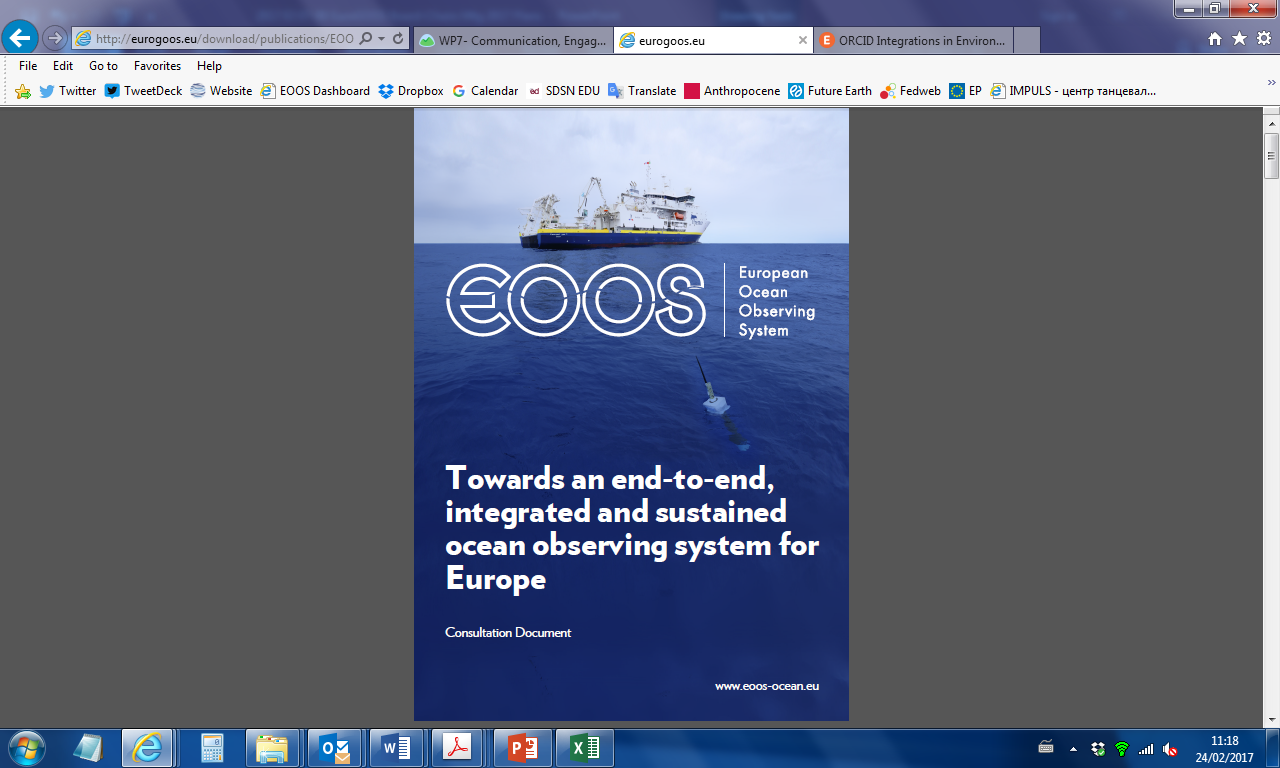 http://eurogoos.eu/download/publications/EOO
WP7- Communication, Engag...
eurogoos.eu
ORCID Integrations in Environ...
File Edit Go to Favorites Help
Twitter TweetDeck Website EOOS Dashboard Dropbox Calendar ed SDSN EDU Translate Anthropocene Future Earth Fedweb EP IMPULS - центр танцевал...
EOOS
European
Ocean
Observing
System
Towards an end-to-end,
integrated and sustained
ocean observing system for
Europe
Consultation Document
www.eoos-ocean.eu
11:18
24/02/2017